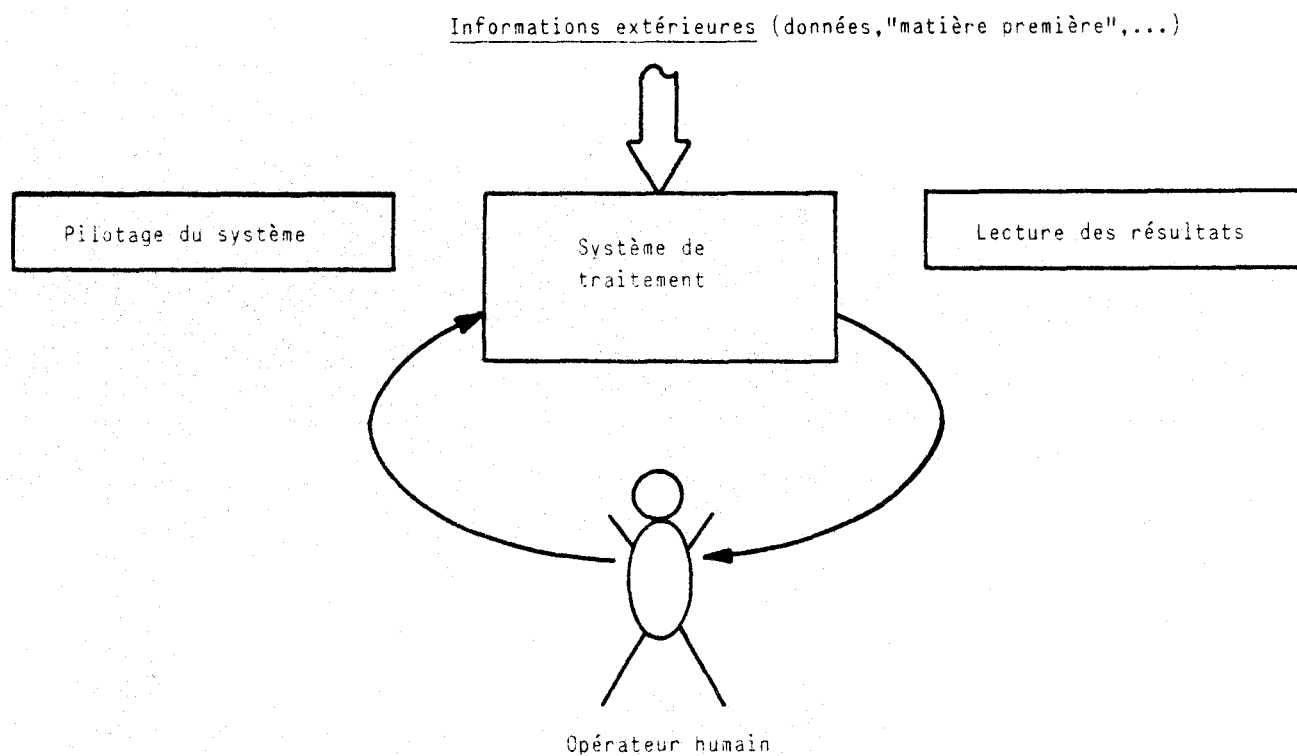 Informations extérieures (données,"matière première",...)
Pilotage du système
Système de
traitement
Lecture des résultats
Opérateur humain